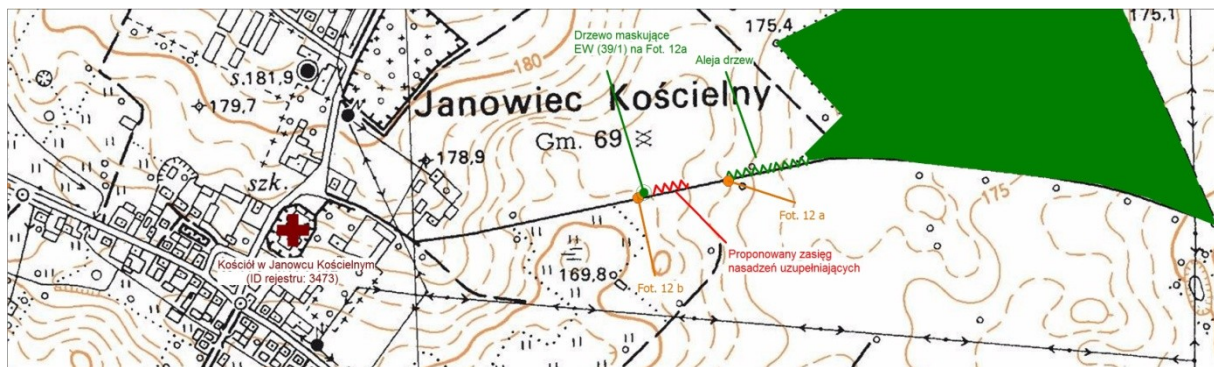 175,4
175,1
Drzewo maskujące
EW (39/1) na Fot. 12a
Aleja drzew
180
s.181,9
179,7
Janowiec Kościelny
Gm. 69
178,9
szk.
175
Fot. 12 a
Kościół w Janowcu Kościelnym
(ID rejestru: 3473)
Proponowany zasięg
nasadzeń uzupełniających
169,8
Fot. 12 b